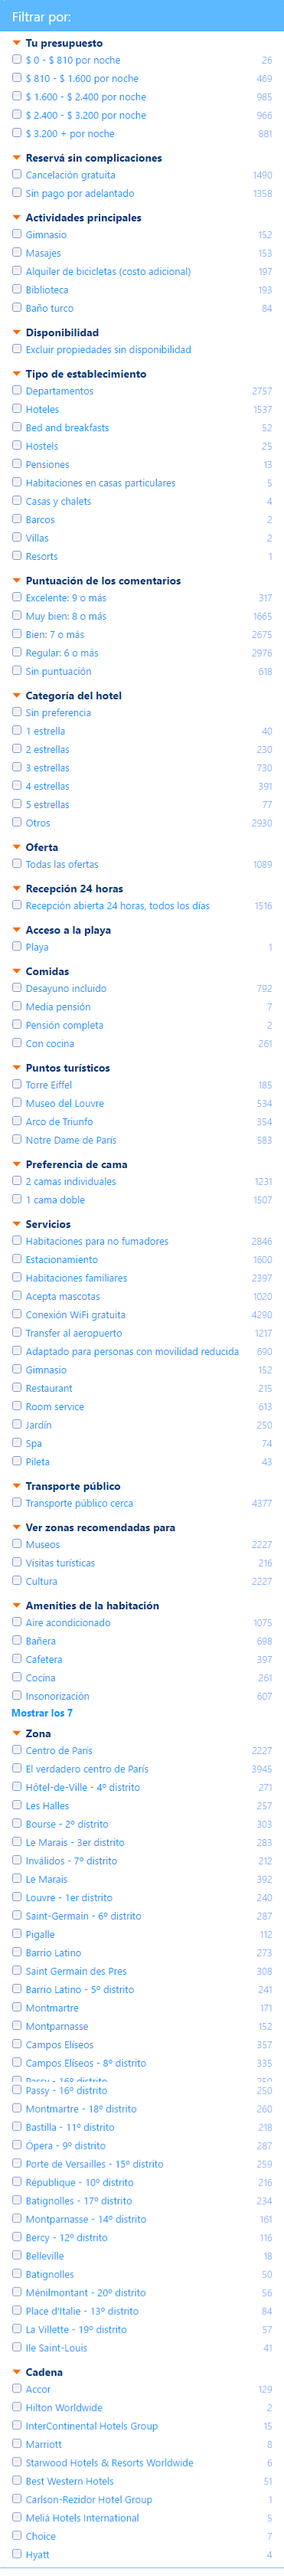 Filtrar por:
Tu presupuesto
$ 0 - $ 810 por noche 26
$ 810 - $ 1.600 por noche 469
$ 1.600 - $ 2.400 por noche 985
$ 2.400 - $ 3.200 por noche 966
$ 3.200 + por noche 881
Reservá sin complicaciones
Cancelación gratuita 1490
Sin pago por adelantado 1358
Actividades principales
Gimnasio 152
Masajes 153
Alquiler de bicicletas (costo adicional) 197
Biblioteca 193
Baño turco 84
Disponibilidad
Excluir propiedades sin disponibilidad
Tipo de establecimiento
Departamentos 2757
Hoteles 1537
Bed and breakfasts 52
Hostels 25
Pensiones 13
Habitaciones en casas particulares 5
Casas y chalets 4
Barcos 2
Villas 2
Resorts 1
Puntuación de los comentarios
Excelente: 9 o más 317
Muy bien: 8 o más 1665
Bien: 7 o más 2675
Regular: 6 o más 2976
Sin puntuación 618
Categoría del hotel
Sin preferencia
1 estrella 40
2 estrellas 230
3 estrellas 730
4 estrellas 391
5 estrellas 77
Otros 2930
Oferta
Todas las ofertas 1089
Recepción 24 horas
Recepción abierta 24 horas, todos los días 1516
Acceso a la playa
Playa 1
Comidas
Desayuno incluido 792
Media pensión 7
Pensión completa 2
Con cocina 261
Puntos turísticos
Torre Eiffel 185
Museo del Louvre 534
Arco de Triunfo 354
Notre Dame de París 583
Preferencia de cama
2 camas individuales 1231
1 cama doble 1507
Servicios
Habitaciones para no fumadores 2846
Estacionamiento 1600
Habitaciones familiares 2397
Acepta mascotas 1020
Conexión WiFi gratuita 4290
Transfer al aeropuerto 1217
Adaptado para personas con movilidad reducida 690
Gimnasio 152
Restaurant 215
Room service 613
Jardín 250
Spa 74
Pileta 43
Transporte público
Transporte público cerca 4377
Ver zonas recomendadas para
Museos 2227
Visitas turísticas 216
Cultura 2227
Amenities de la habitación
Aire acondicionado 1075
Bañera 698
Cafetera 397
Cocina 261
Insonorización 607
Mostrar los 7
Zona
Centro de París 2227
El verdadero centro de París 3945
Hôtel-de-Ville - 4º distrito 271
Les Halles 257
Bourse - 2º distrito 303
Le Marais - 3er distrito 283
Inválidos - 7º distrito 212
Le Marais 392
Louvre - 1er distrito 240
Saint-Germain - 6º distrito 287
Pigalle 112
Barrio Latino 273
Saint Germain des Pres 308
Barrio Latino - 5º distrito 241
Montmartre 171
Montparnasse 152
Campos Elíseos 357
Campos Elíseos - 8º distrito 335
Passy - 16º distrito 250
Passy - 16º distrito 250
Montmartre - 18º distrito 260
Bastilla - 11º distrito 218
Ópera - 9º distrito 287
Porte de Versailles - 15º distrito 259
République - 10º distrito 216
Batignolles - 17º distrito 234
Montparnasse - 14º distrito 161
Bercy - 12º distrito 116
Belleville 18
Batignolles 50
Ménilmontant - 20º distrito 56
Place d'Italie - 13º distrito 84
La Villette - 19º distrito 57
Ile Saint-Louis 41
Cadena
Accor 129
Hilton Worldwide 2
InterContinental Hotels Group 15
Marriott 8
Starwood Hotels & Resorts Worldwide 6
Best Western Hotels 51
Carlson-Rezidor Hotel Group 1
Meliá Hotels International 5
Choice 7
Hyatt 4